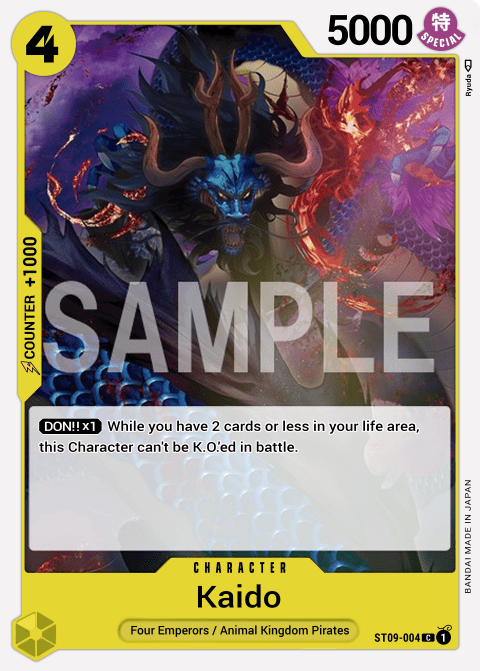 4
5000
特
SPECIAL
Ryuda
COUNTER +1000
SAMPLE
DON!!×1 While you have 2 cards or less in your life area,
this Character can't be K.O.'ed in battle.
BANDAI MADE IN JAPAN
CHARACTER
Kaido
Four Emperors / Animal Kingdom Pirates
ST09-004 C 1